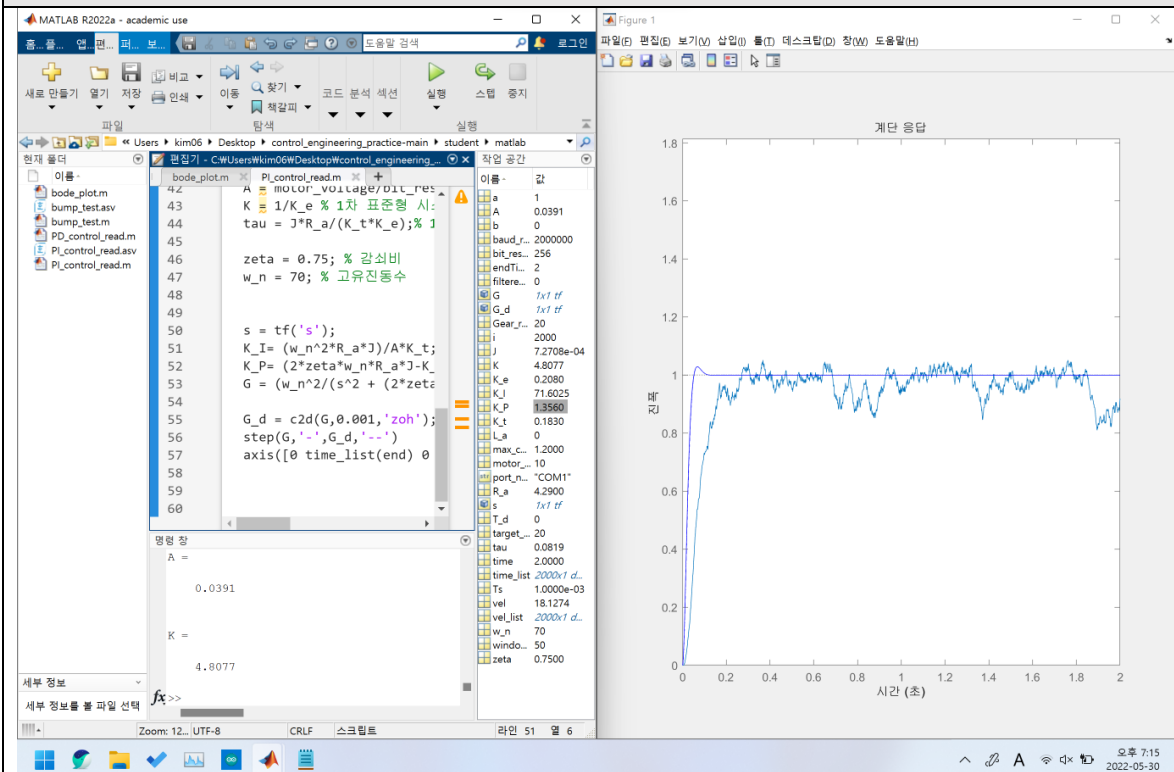 MATLAB R2022a - academic use
홈... 플... 앱... 편... 퍼... 보...
도움말 검색
로그인
새로 만들기 열기 저장 비교 인쇄 이동 찾기 책갈피 코드 분석 섹션 실행 스텝 중지
파일 탐색 실행
« Users ▸ kim06 ▸ Desktop ▸ control_engineering_practice-main ▸ student ▸ matlab
현재 폴더
이름
bode_plot.m
bump_test.asv
bump_test.m
PD_control_read.m
PI_control_read.asv
PI_control_read.m
세부 정보
세부 정보를 볼 파일 선택
편집기 - C:₩Users₩kim06₩Desktop₩control_engineering_...
bode_plot.m PI_control_read.m
42 A = motor_voltage/bit_res
43 K = 1/K_e % 1차 표준형 시
44 tau = J*R_a/(K_t*K_e);% 1
45
46 zeta = 0.75; % 감쇠비
47 w_n = 70; % 고유진동수
48
49
50 s = tf('s');
51 K_I= (w_n^2*R_a*J)/A*K_t;
52 K_P= (2*zeta*w_n*R_a*J-K_
53 G = (w_n^2/(s^2 + (2*zeta
54
55 G_d = c2d(G,0.001,'zoh');
56 step(G,'-',G_d,'--')
57 axis([0 time_list(end) 0
58
59
60
명령 창
A =
0.0391
K =
4.8077
fx >>
작업 공간
이름 값
a 1
A 0.0391
b 0
baud_r... 2000000
bit_res... 256
endTi... 2
filtere... 0
G 1x1 tf
G_d 1x1 tf
Gear_r... 20
i 2000
J 7.2708e-04
K 4.8077
K_e 0.2080
K_I 71.6025
K_P 1.3560
K_t 0.1830
L_a 0
max_c... 1.2000
motor_... 10
port_n... "COM1"
R_a 4.2900
s 1x1 tf
T_d 0
target_... 20
tau 0.0819
time 2.0000
time_list 2000x1 d...
Ts 1.0000e-03
vel 18.1274
vel_list 2000x1 d...
w_n 70
windo... 50
zeta 0.7500
Zoom: 12... UTF-8 CRLF 스크립트 라인 51 열 6
Figure 1
파일(F) 편집(E) 보기(V) 삽입(I) 툴(T) 데스크탑(D) 창(W) 도움말(H)
계단 응답
진폭
1.8
1.6
1.4
1.2
1
0.8
0.6
0.4
0.2
0
0 0.2 0.4 0.6 0.8 1 1.2 1.4 1.6 1.8 2
시간 (초)
A
오후 7:15
2022-05-30